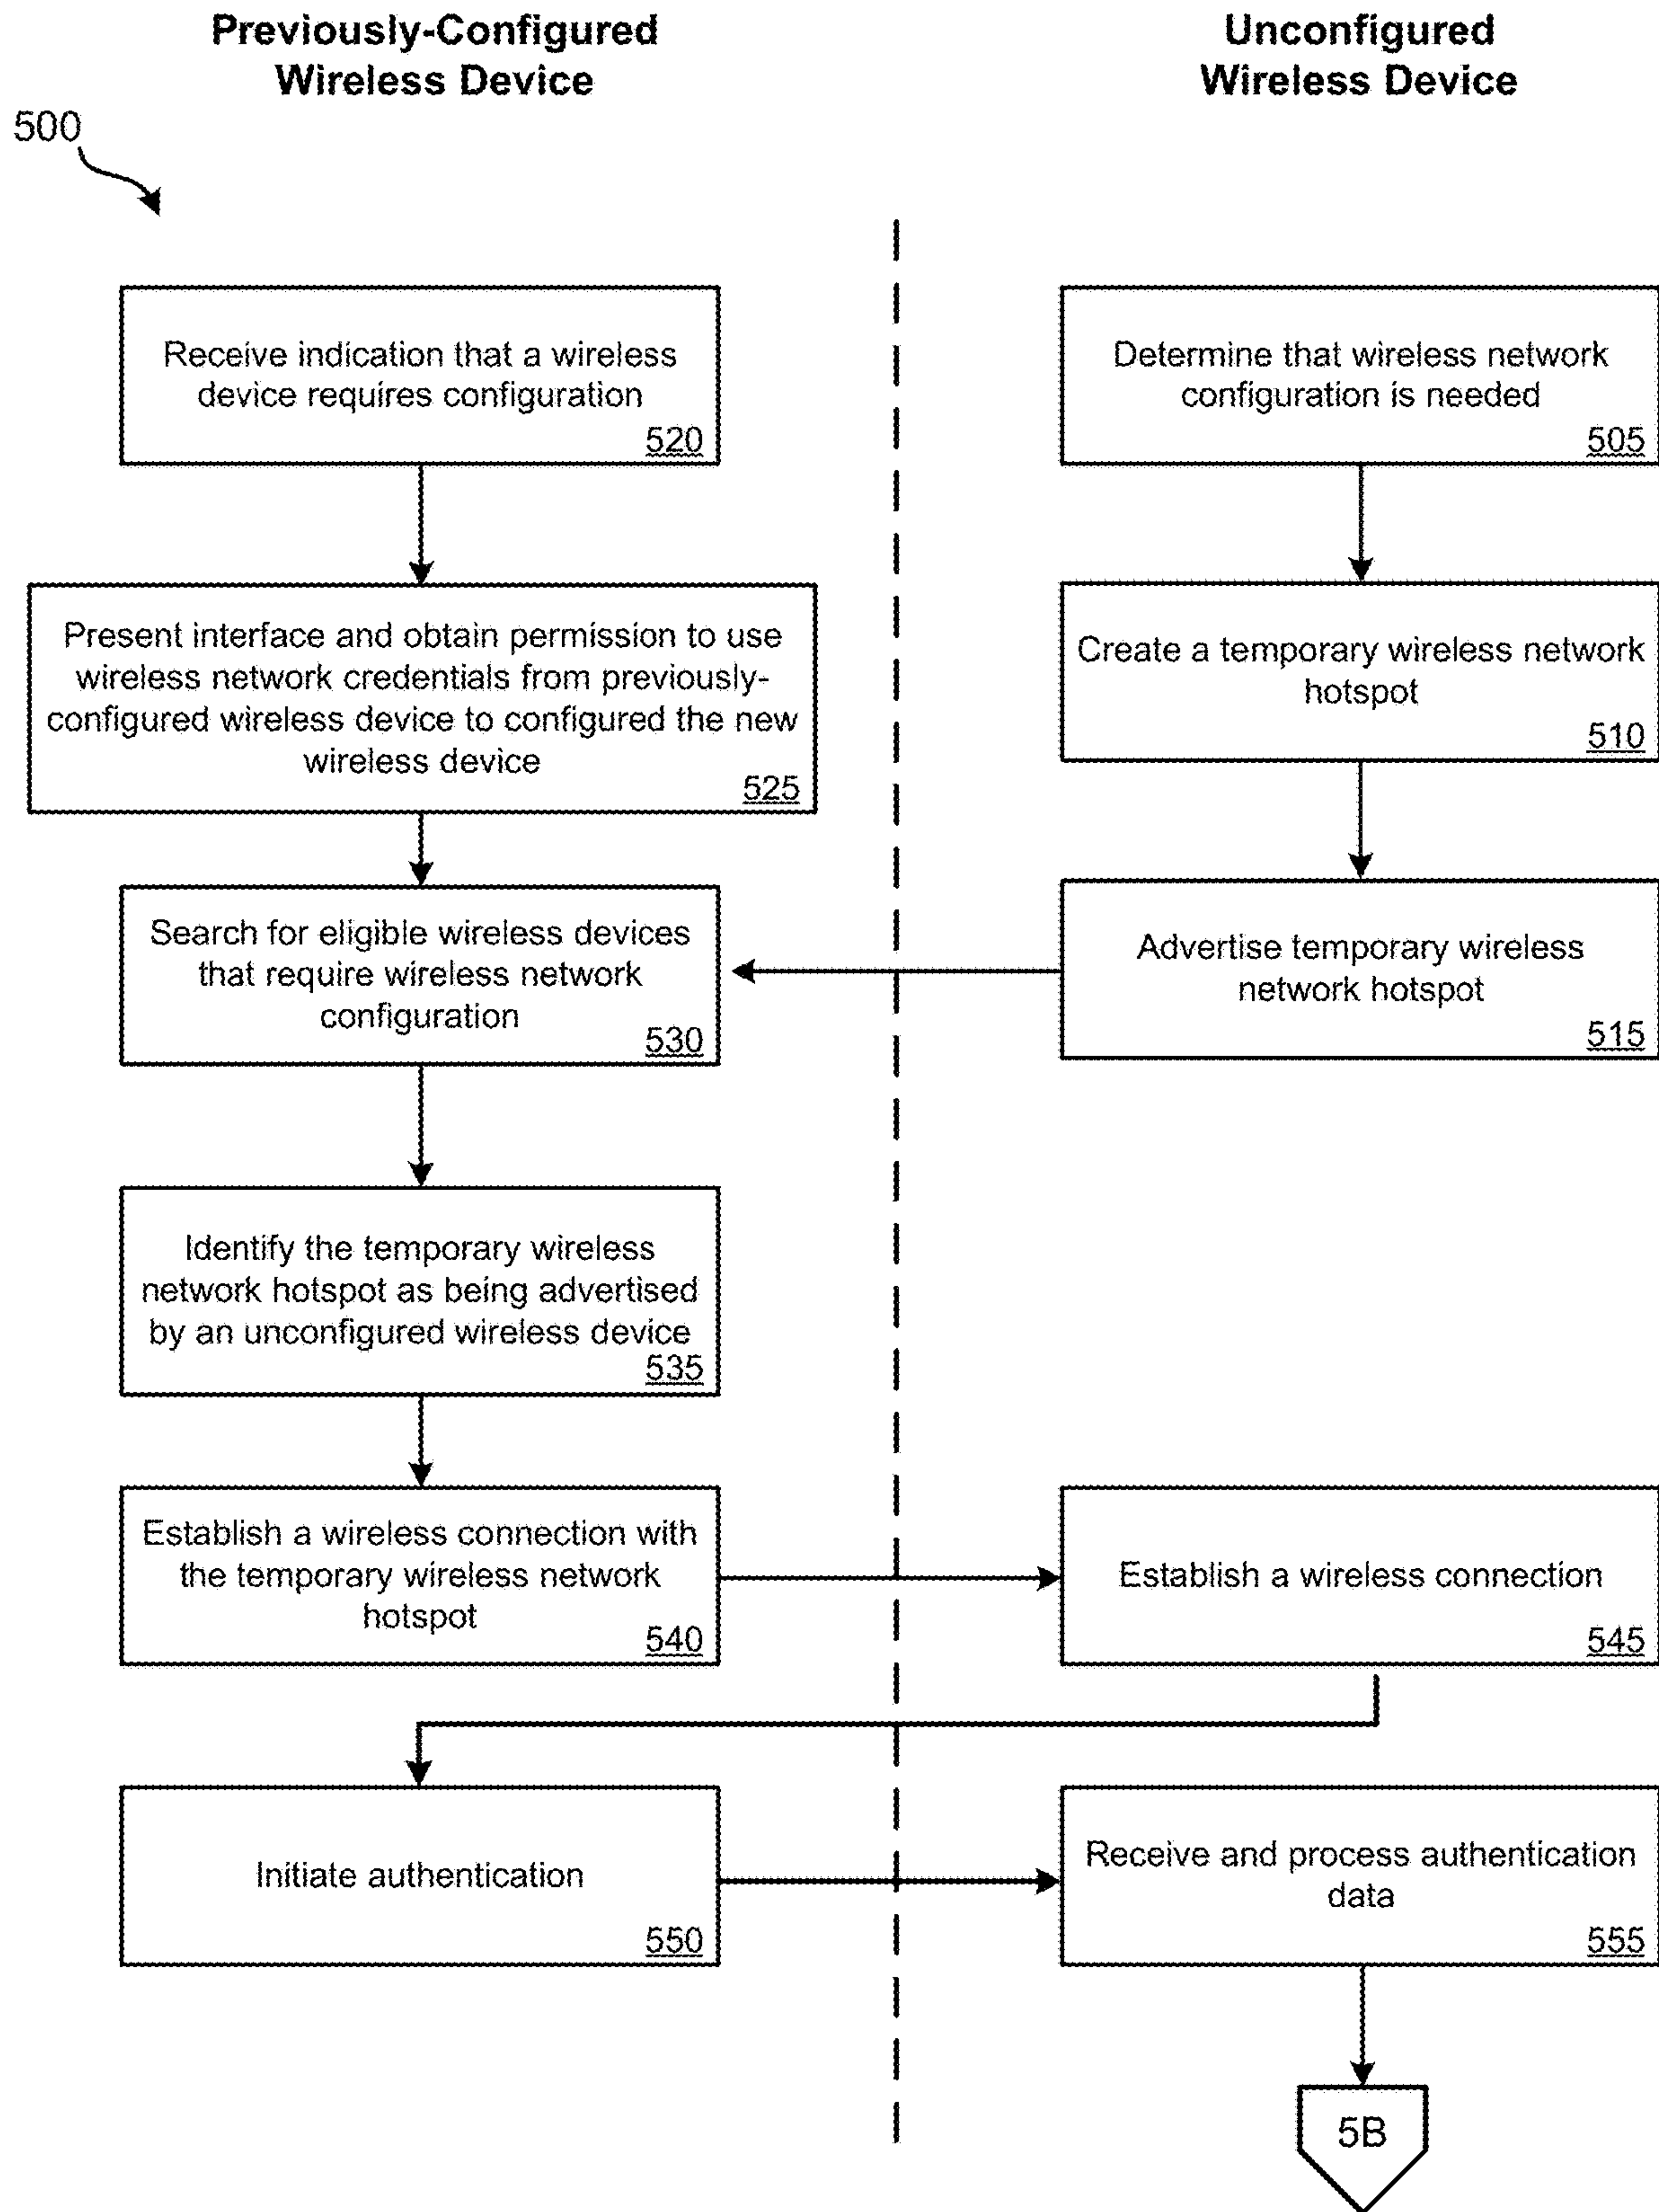 Previously-Configured
Wireless Device
Unconfigured
Wireless Device
500
Receive indication that a wireless
device requires configuration
520
Determine that wireless network
configuration is needed
505
Present interface and obtain permission to use
wireless network credentials from previously-
configured wireless device to configured the new
wireless device
525
Create a temporary wireless network
hotspot
510
Search for eligible wireless devices
that require wireless network
configuration
530
Advertise temporary wireless
network hotspot
515
Identify the temporary wireless
network hotspot as being advertised
by an unconfigured wireless device
535
Establish a wireless connection with
the temporary wireless network
hotspot
540
Establish a wireless connection
545
Initiate authentication
550
Receive and process authentication
data
555
5B